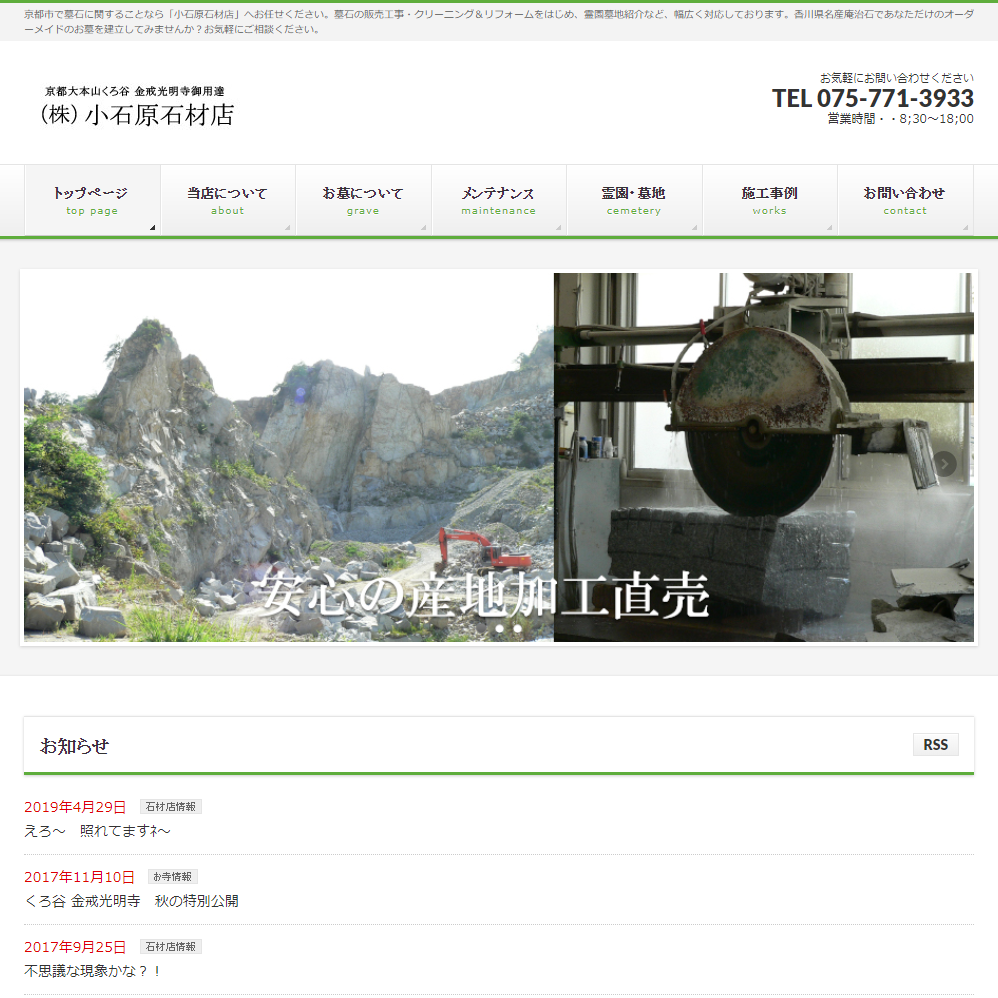 京都市で墓石に関することなら「小石原石材店」へお任せください。墓石の販売工事・クリーニング＆リフォームをはじめ、霊園墓地紹介など、幅広く対応しております。香川県名産庵治石であなただけのオーダ
ーメイドのお墓を建立してみませんか？お気軽にご相談ください。
京都大本山くろ谷 金戒光明寺御用達
（株）小石原石材店
お気軽にお問い合わせください
TEL 075-771-3933
営業時間・・8;30～18;00
トップページ
top page
当店について
about
お墓について
grave
メンテナンス
maintenance
霊園・墓地
cemetery
施工事例
works
お問い合わせ
contact
安心の産地加工直売
お知らせ
RSS
2019年4月29日 石材店情報
えろ～　照れてますﾈ～
2017年11月10日 お寺情報
くろ谷 金戒光明寺　秋の特別公開
2017年9月25日 石材店情報
不思議な現象かな？！